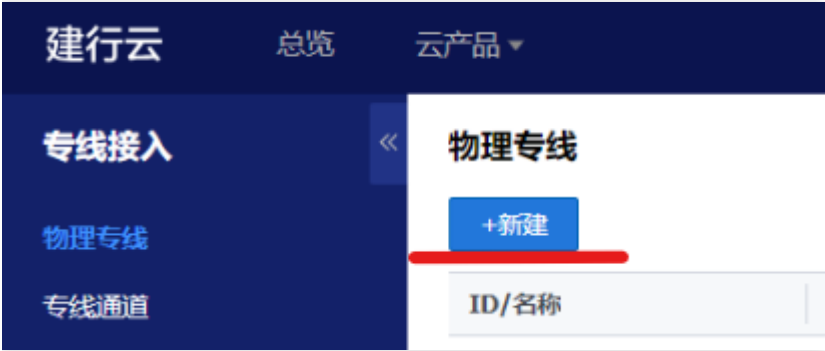 建行云 总览 云产品
专线接入 «
物理专线
+新建
物理专线
专线通道
ID/名称